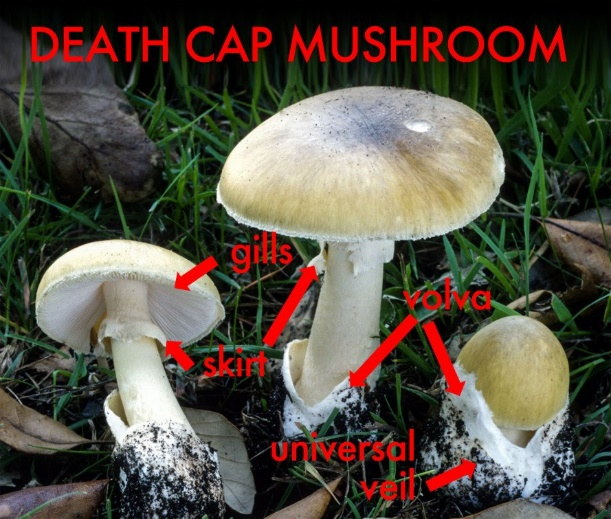 DEATH CAP MUSHROOM
gills
volva
skirt
universal
veil